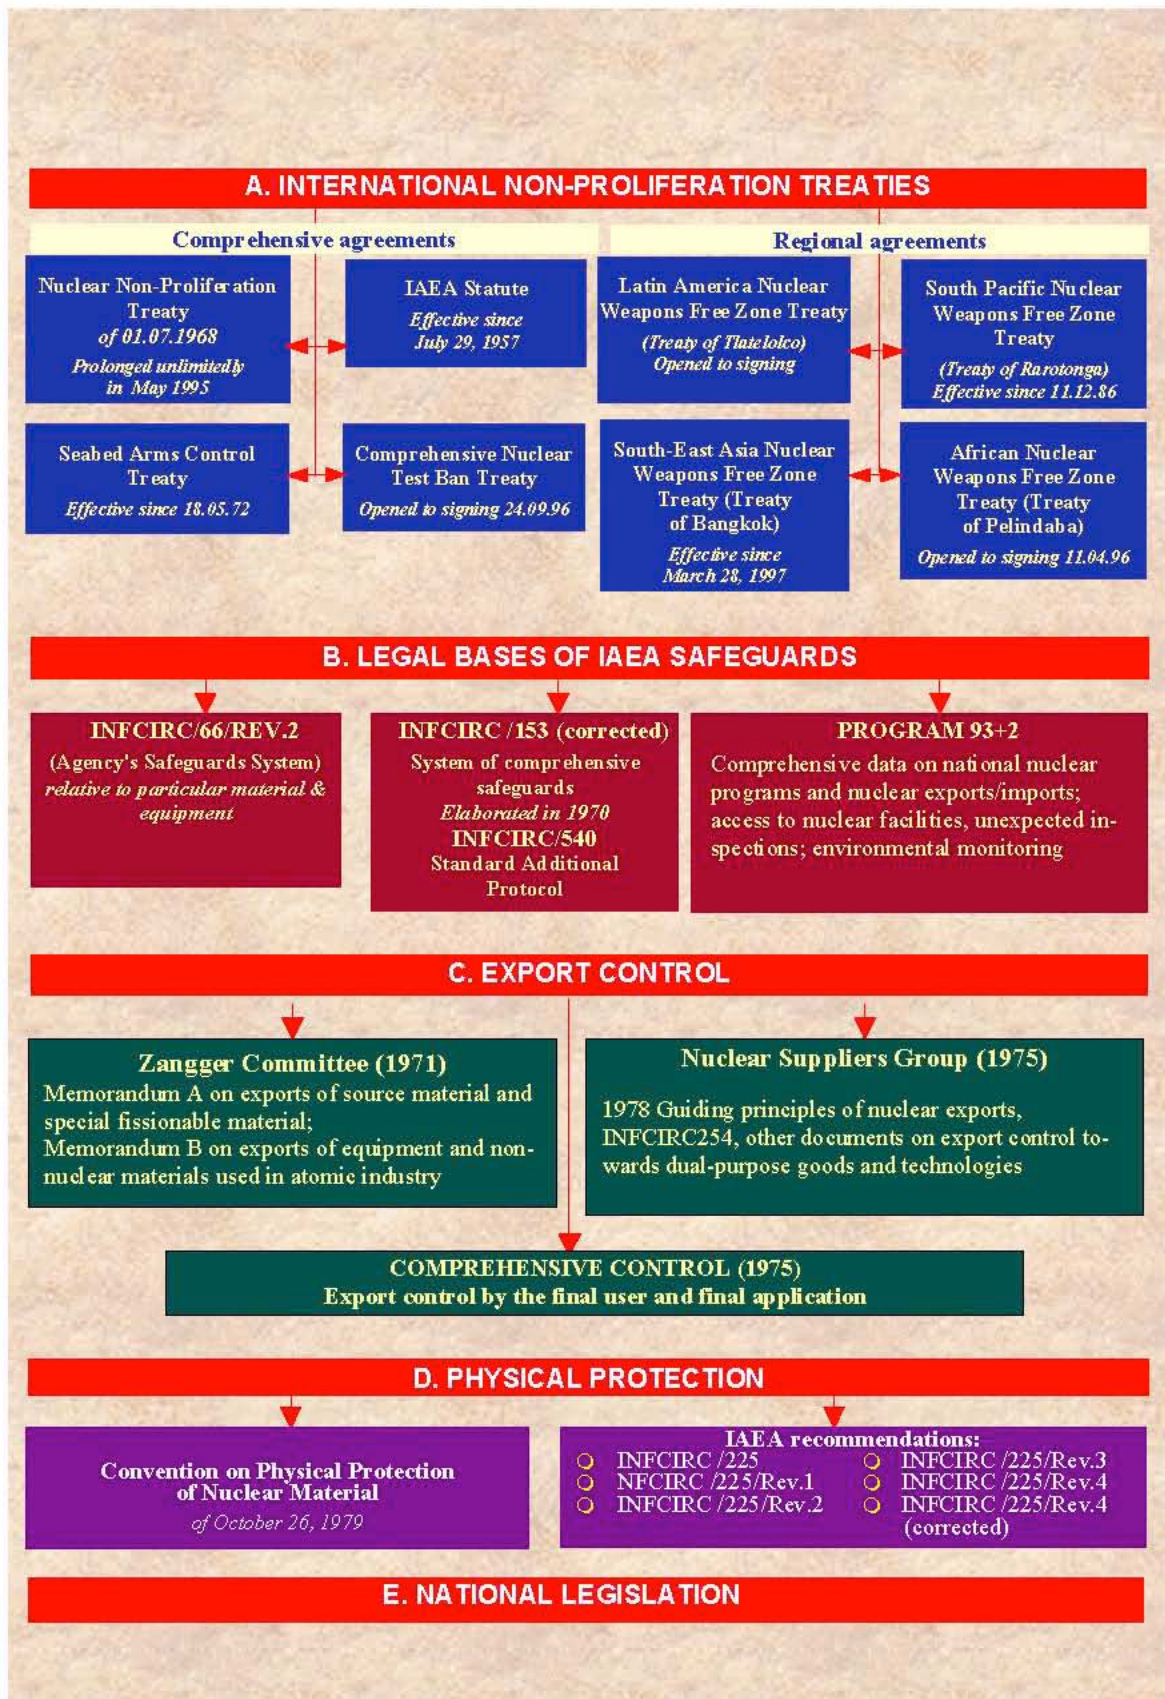 A. INTERNATIONAL NON-PROLIFERATION TREATIES
Comprehensive agreements
Nuclear Non-Proliferation
Treaty
of 01.07.1968
Prolonged unlimitedly
in May 1995
IAEA Statute
Effective since
July 29, 1957
Seabed Arms Control
Treaty
Effective since 18.05.72
Comprehensive Nuclear
Test Ban Treaty
Opened to signing 24.09.96
Regional agreements
Latin America Nuclear
Weapons Free Zone Treaty
(Treaty of Tlatelolco)
Opened to signing
South Pacific Nuclear
Weapons Free Zone
Treaty
(Treaty of Rarotonga)
Effective since 11.12.86
South-East Asia Nuclear
Weapons Free Zone
Treaty (Treaty
of Bangkok)
Effective since
March 28, 1997
African Nuclear
Weapons Free Zone
Treaty (Treaty
of Pelindaba)
Opened to signing 11.04.96
B. LEGAL BASES OF IAEA SAFEGUARDS
INFCIRC/66/REV.2
(Agency's Safeguards System)
relative to particular material &
equipment
INFCIRC /153 (corrected)
System of comprehensive
safeguards
Elaborated in 1970
INFCIRC/540
Standard Additional
Protocol
PROGRAM 93+2
Comprehensive data on national nuclear
programs and nuclear exports/imports;
access to nuclear facilities, unexpected in-
spections; environmental monitoring
C. EXPORT CONTROL
Zangger Committee (1971)
Memorandum A on exports of source material and
special fissionable material;
Memorandum B on exports of equipment and non-
nuclear materials used in atomic industry
Nuclear Suppliers Group (1975)
1978 Guiding principles of nuclear exports,
INFCIRC254, other documents on export control to-
wards dual-purpose goods and technologies
COMPREHENSIVE CONTROL (1975)
Export control by the final user and final application
D. PHYSICAL PROTECTION
Convention on Physical Protection
of Nuclear Material
of October 26, 1979
IAEA recommendations:
INFCIRC /225
NFCIRC /225/Rev.1
INFCIRC /225/Rev.2
INFCIRC /225/Rev.3
INFCIRC /225/Rev.4
INFCIRC /225/Rev.4
(corrected)
E. NATIONAL LEGISLATION